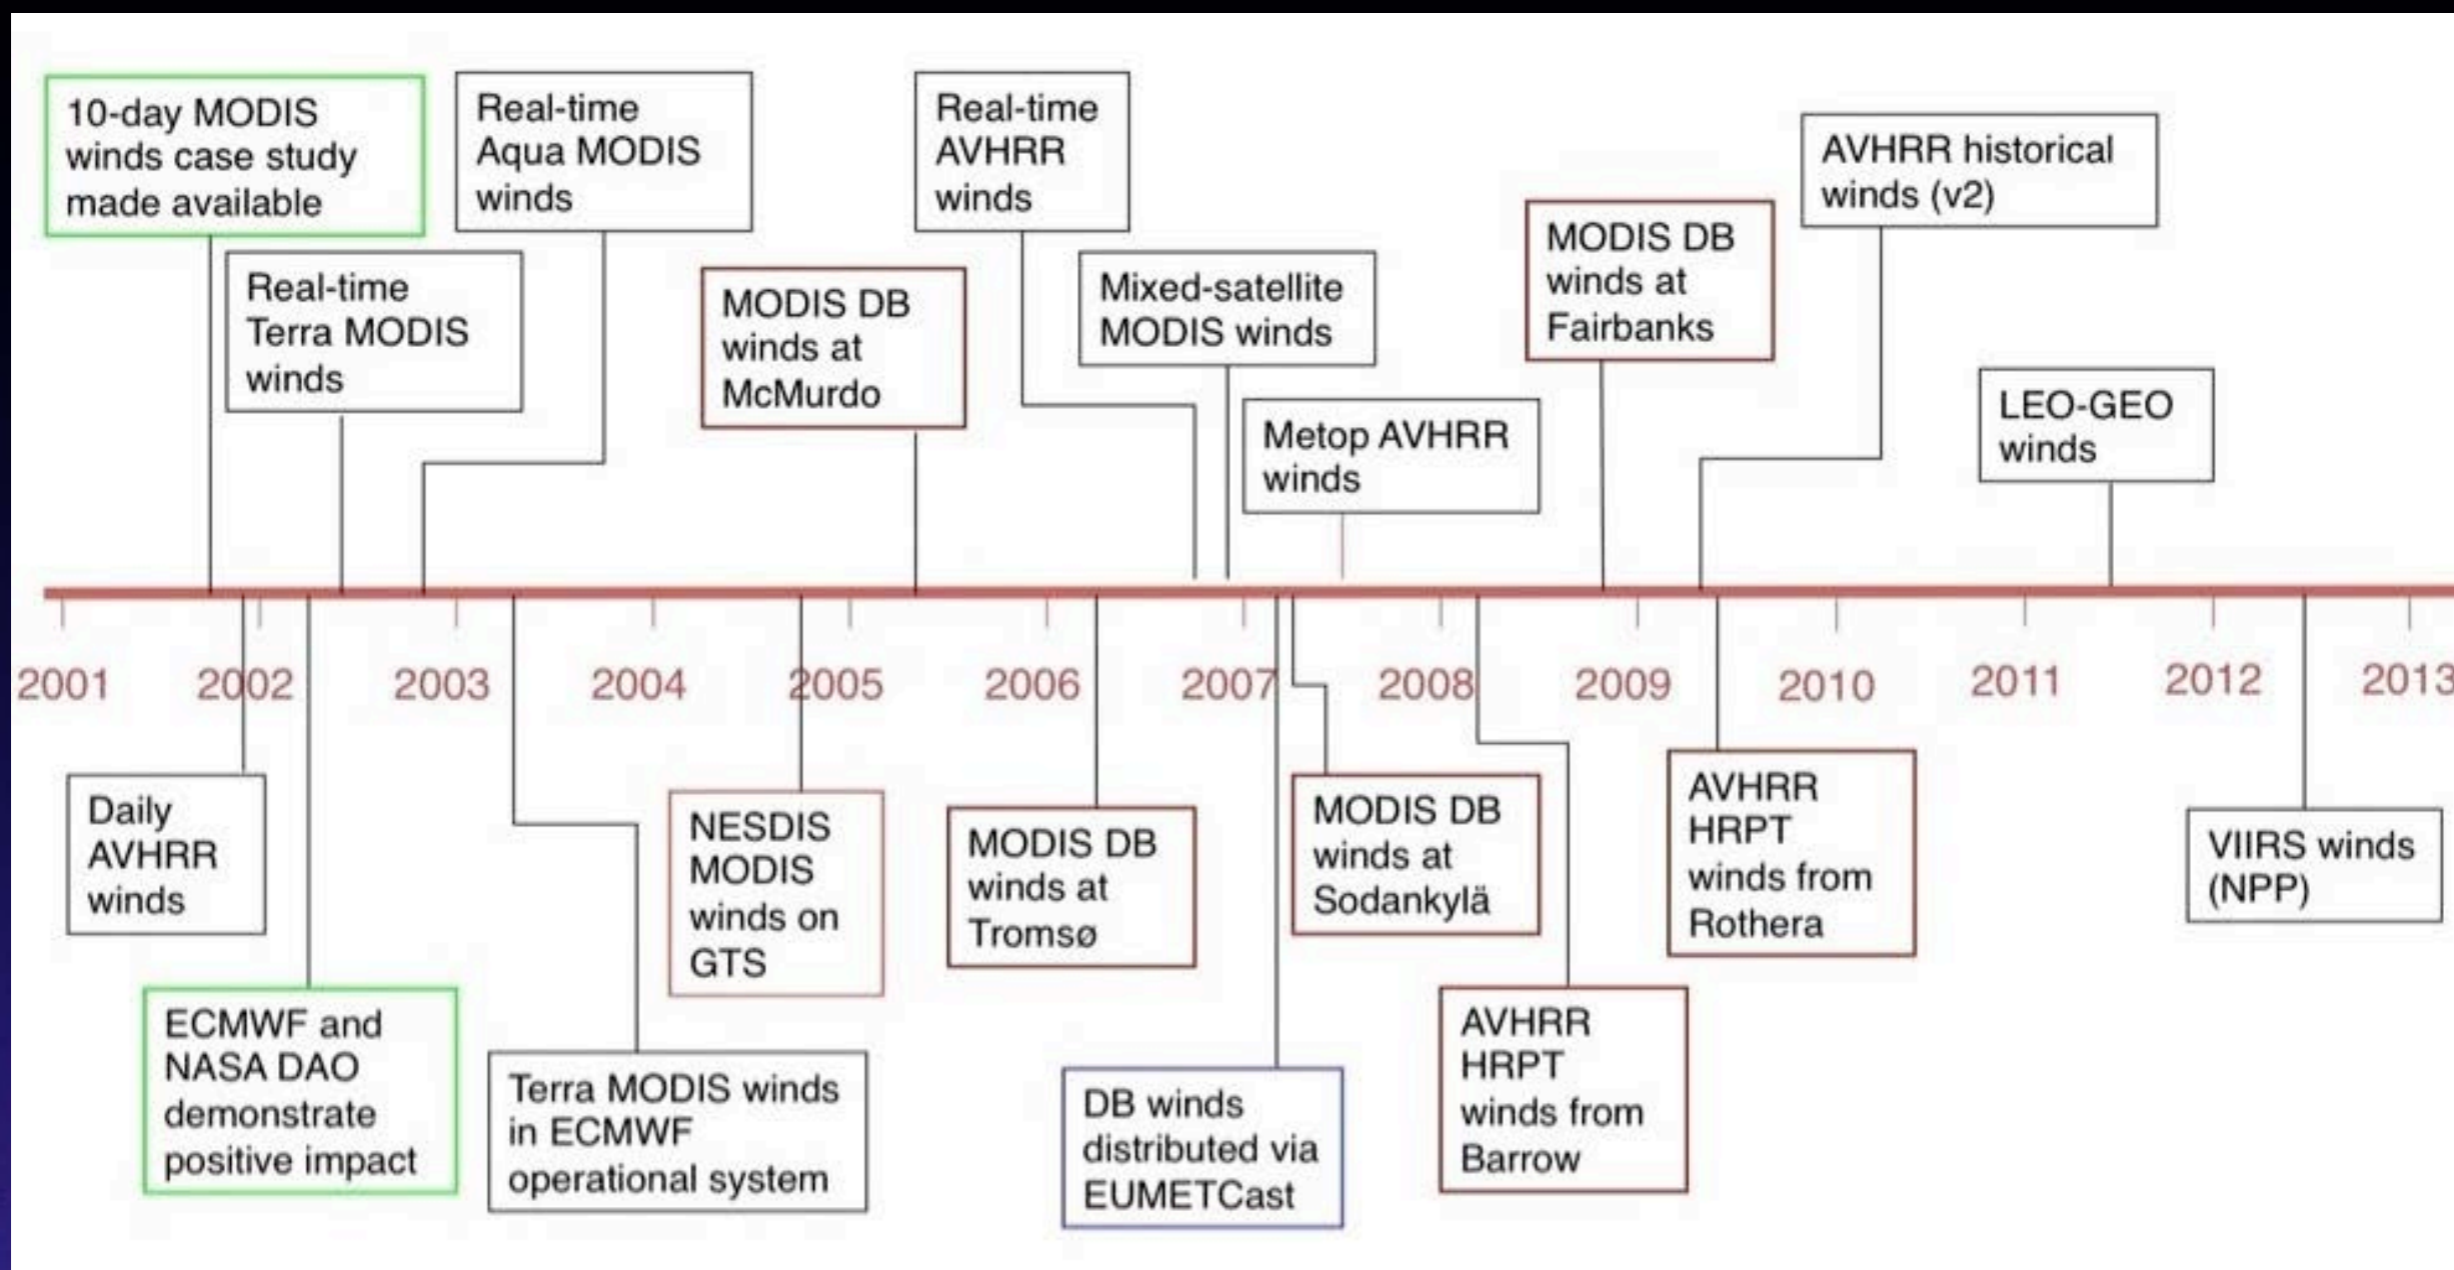 10-day MODIS
winds case study
made available
Real-time
Aqua MODIS
winds
Real-time
AVHRR
winds
AVHRR historical
winds (v2)
Real-time
Terra MODIS
winds
MODIS DB
winds at
McMurdo
Mixed-satellite
MODIS winds
MODIS DB
winds at
Fairbanks
Metop AVHRR
winds
LEO-GEO
winds
2001 2002 2003 2004 2005 2006 2007 2008 2009 2010 2011 2012 2013
Daily
AVHRR
winds
NESDIS
MODIS
winds on
GTS
MODIS DB
winds at
Tromsø
MODIS DB
winds at
Sodankylä
AVHRR
HRPT
winds from
Rothera
VIIRS winds
(NPP)
ECMWF and
NASA DAO
demonstrate
positive impact
Terra MODIS winds
in ECMWF
operational system
DB winds
distributed via
EUMETCast
AVHRR
HRPT
winds from
Barrow